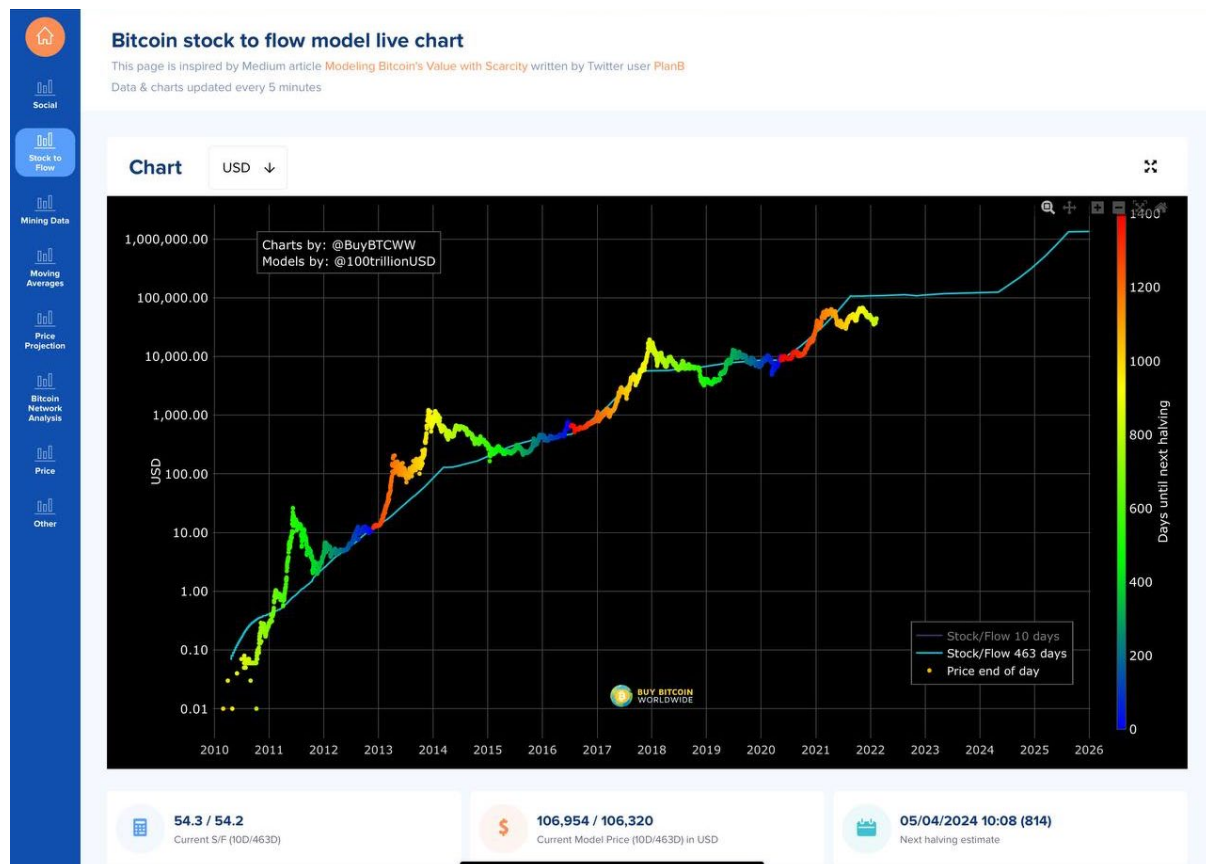 Bitcoin stock to flow model live chart
This page is inspired by Medium article Modeling Bitcoin's Value with Scarcity written by Twitter user PlanB
Data & charts updated every 5 minutes
Social
Stock to
Flow
Mining Data
Moving
Averages
Price
Projection
Bitcoin
Network
Analysis
Price
Other
Chart
USD
Charts by: @BuyBTCWW
Models by: @100trillionUSD
1,000,000.00
100,000.00
10,000.00
1,000.00
100.00
10.00
1.00
0.10
0.01
USD
2010 2011 2012 2013 2014 2015 2016 2017 2018 2019 2020 2021 2022 2023 2024 2025 2026
Stock/Flow 10 days
Stock/Flow 463 days
Price end of day
BUY BITCOIN
WORLDWIDE
1400
1200
1000
800
600
400
200
0
Days until next halving
54.3 / 54.2
Current S/F (10D/463D)
106,954 / 106,320
Current Model Price (10D/463D) in USD
05/04/2024 10:08 (814)
Next halving estimate